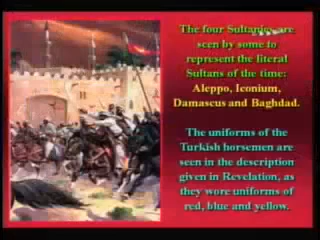 The four Sultanies are
seen by some to
represent the literal
Sultans of the time:
Aleppo, Iconium,
Damascus and Baghdad.
The uniforms of the
Turkish horsemen are
seen in the description
given in Revelation, as
they wore uniforms of
red, blue and yellow.